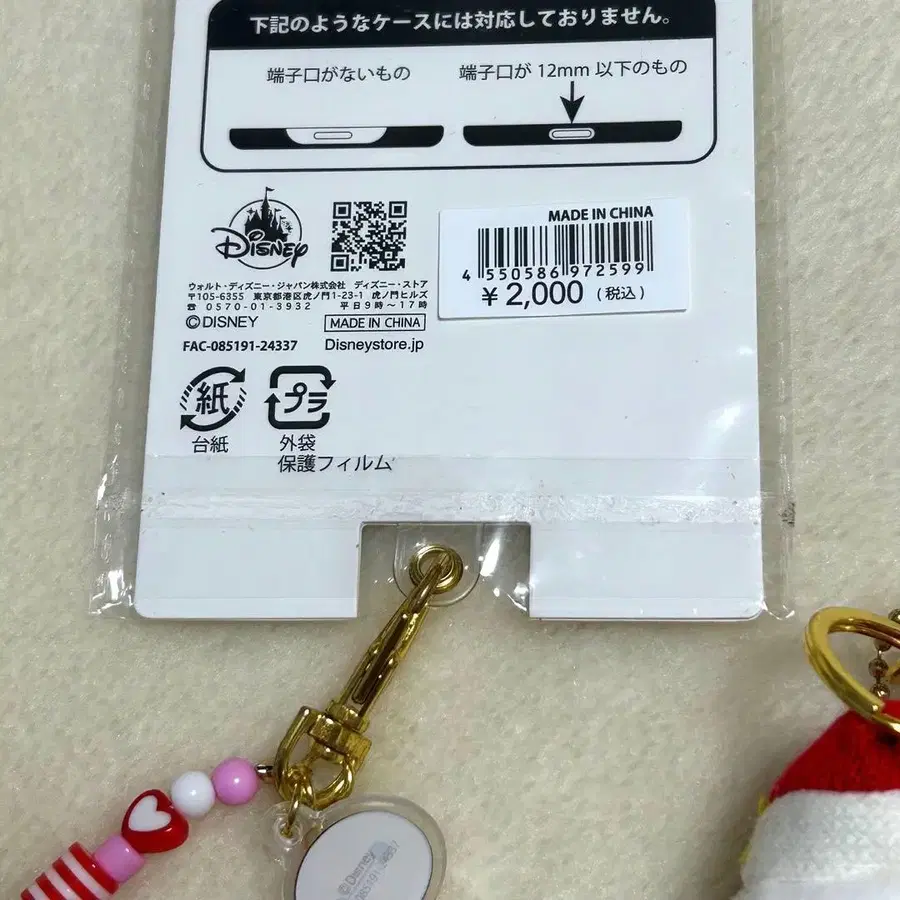 下記のようなケースには対応しておりません。
端子口がないもの
端子口が 12mm 以下のもの
Disney
MADE IN CHINA
4 550586 972599
¥ 2,000 (税込)
ウォルト・ディズニー・ジャパン株式会社 ディズニー・ストア
〒105-6355 東京都港区虎ノ門1-23-1 虎ノ門ヒルズ
☎ 0570-01-3932 平日9時～17時
©DISNEY
MADE IN CHINA
FAC-085191-24337
Disneystore.jp
紙
プラ
台紙
外袋
保護フィルム
©Disney